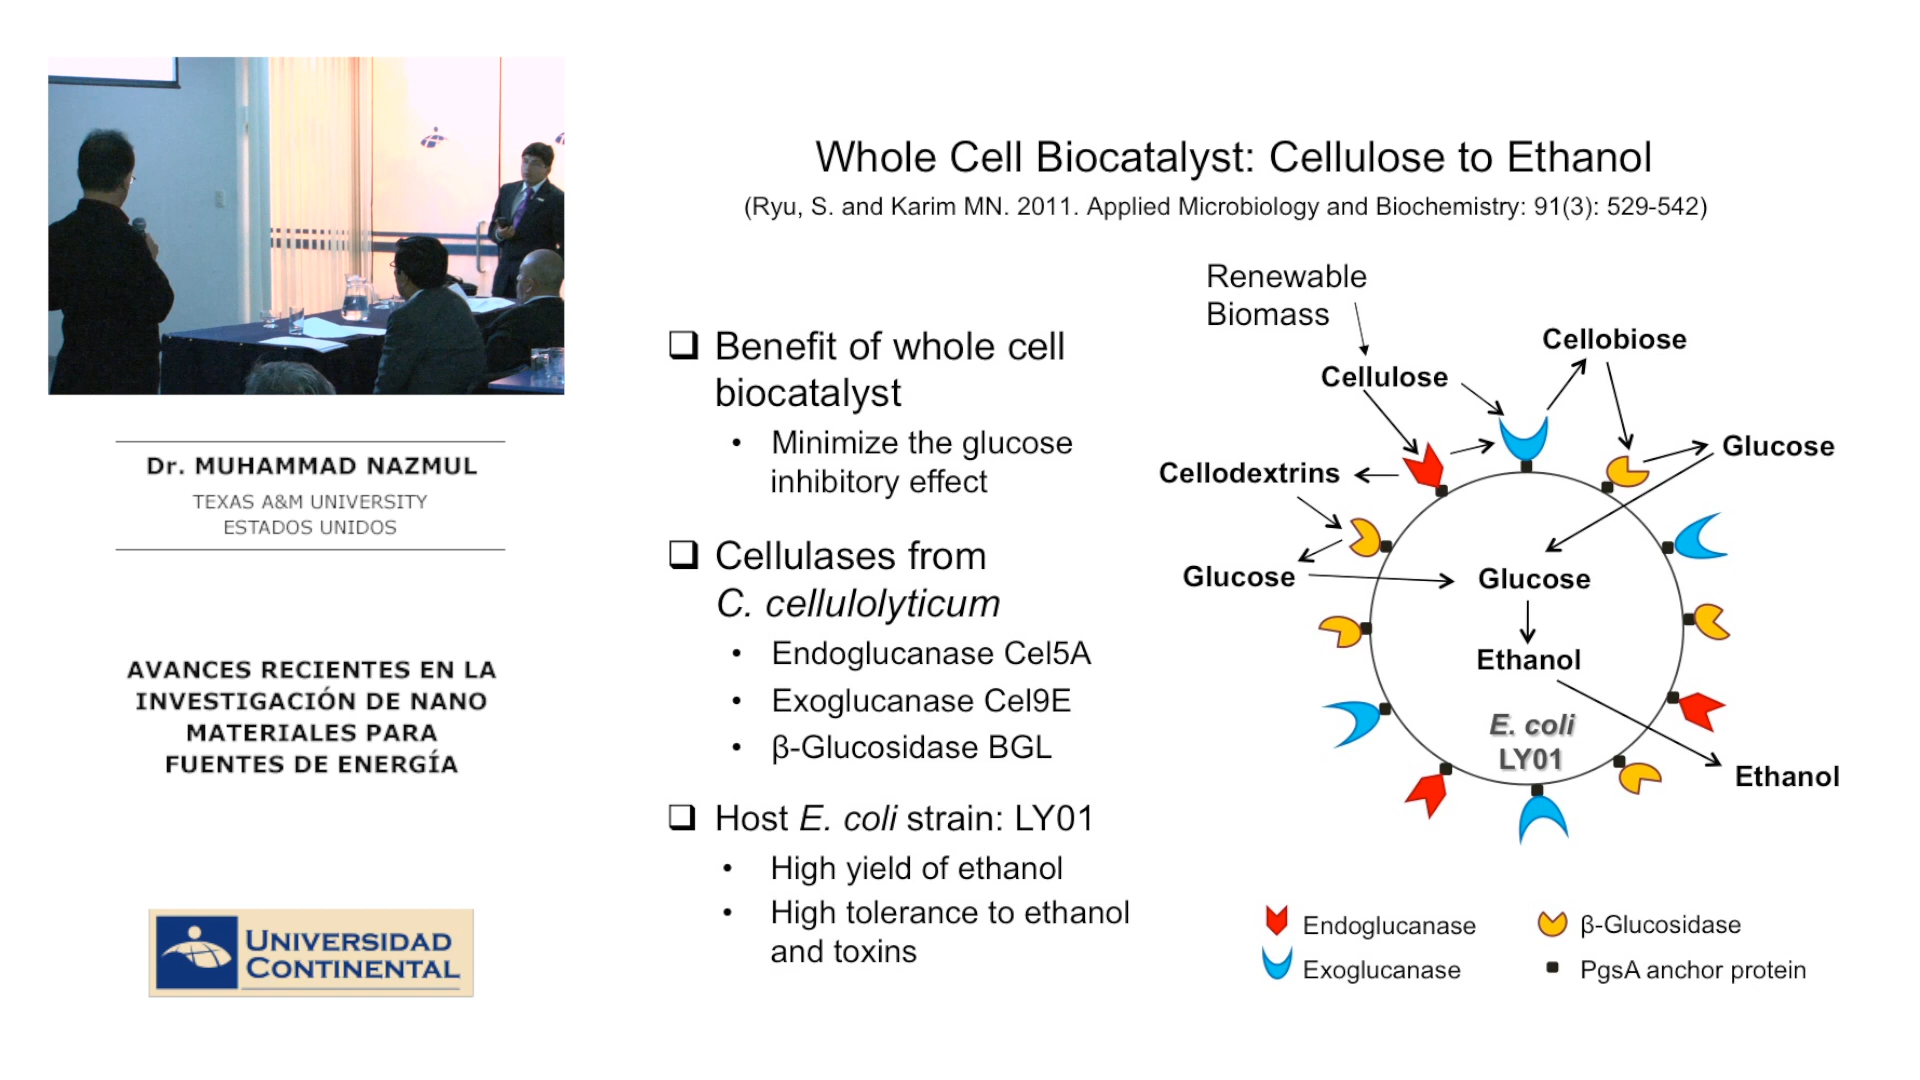 Dr. MUHAMMAD NAZMUL
TEXAS A&M UNIVERSITY
ESTADOS UNIDOS
AVANCES RECIENTES EN LA
INVESTIGACIÓN DE NANO
MATERIALES PARA
FUENTES DE ENERGÍA
UNIVERSIDAD
CONTINENTAL
Whole Cell Biocatalyst: Cellulose to Ethanol
(Ryu, S. and Karim MN. 2011. Applied Microbiology and Biochemistry: 91(3): 529-542)
❑ Benefit of whole cell
biocatalyst
• Minimize the glucose
inhibitory effect
❑ Cellulases from
C. cellulolyticum
• Endoglucanase Cel5A
• Exoglucanase Cel9E
• β-Glucosidase BGL
❑ Host E. coli strain: LY01
• High yield of ethanol
• High tolerance to ethanol
and toxins
Renewable
Biomass
Cellobiose
Cellulose
Glucose
Cellodextrins
Glucose
Glucose
Ethanol
E. coli
LY01
Ethanol
Endoglucanase
β-Glucosidase
Exoglucanase
PgsA anchor protein